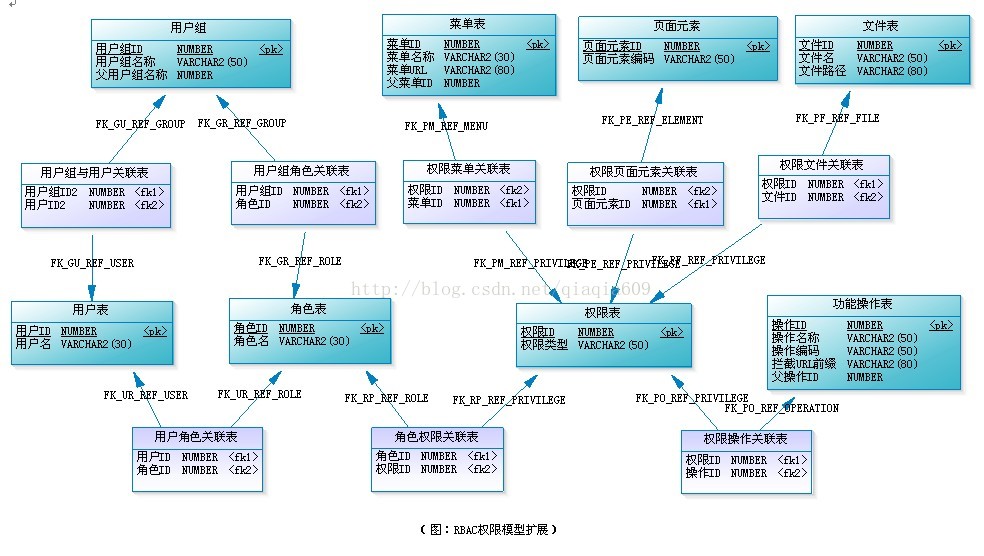 用户组
用户组ID NUMBER <pk>
用户组名称 VARCHAR2(50)
父用户组名称 NUMBER
菜单表
菜单ID NUMBER <pk>
菜单名称 VARCHAR2(30)
菜单URL VARCHAR2(80)
父菜单ID NUMBER
页面元素
页面元素ID NUMBER <pk>
页面元素编码 VARCHAR2(50)
文件表
文件ID NUMBER <pk>
文件名 VARCHAR2(50)
文件路径 VARCHAR2(80)
FK_GU_REF_GROUP
FK_GR_REF_GROUP
FK_PM_REF_MENU
FK_PE_REF_ELEMENT
FK_PF_REF_FILE
用户组与用户关联表
用户组ID2 NUMBER <fk1>
用户ID2 NUMBER <fk2>
用户组角色关联表
用户组ID NUMBER <fk1>
角色ID NUMBER <fk2>
权限菜单关联表
权限ID NUMBER <fk2>
菜单ID NUMBER <fk1>
权限页面元素关联表
权限ID NUMBER <fk2>
页面元素ID NUMBER <fk1>
权限文件关联表
权限ID NUMBER <fk1>
文件ID NUMBER <fk2>
FK_GU_REF_USER
FK_GR_REF_ROLE
FK_PM_REF_PRIVILEGE
FK_PE_REF_PRIVILEGE
FK_PF_REF_PRIVILEGE
用户表
用户ID NUMBER <pk>
用户名 VARCHAR2(30)
角色表
角色ID NUMBER <pk>
角色名 VARCHAR2(30)
权限表
权限ID NUMBER <pk>
权限类型 VARCHAR2(50)
功能操作表
操作ID NUMBER <pk>
操作名称 VARCHAR2(50)
操作编码 VARCHAR2(50)
拦截URL前缀 VARCHAR2(80)
父操作ID NUMBER
FK_UR_REF_USER
FK_UR_REF_ROLE
FK_RP_REF_ROLE
FK_RP_REF_PRIVILEGE
FK_PO_REF_PRIVILEGE
FK_PO_REF_OPERATION
用户角色关联表
用户ID NUMBER <fk1>
角色ID NUMBER <fk2>
角色权限关联表
角色ID NUMBER <fk1>
权限ID NUMBER <fk2>
权限操作关联表
权限ID NUMBER <fk1>
操作ID NUMBER <fk2>
（图：RBAC权限模型扩展）